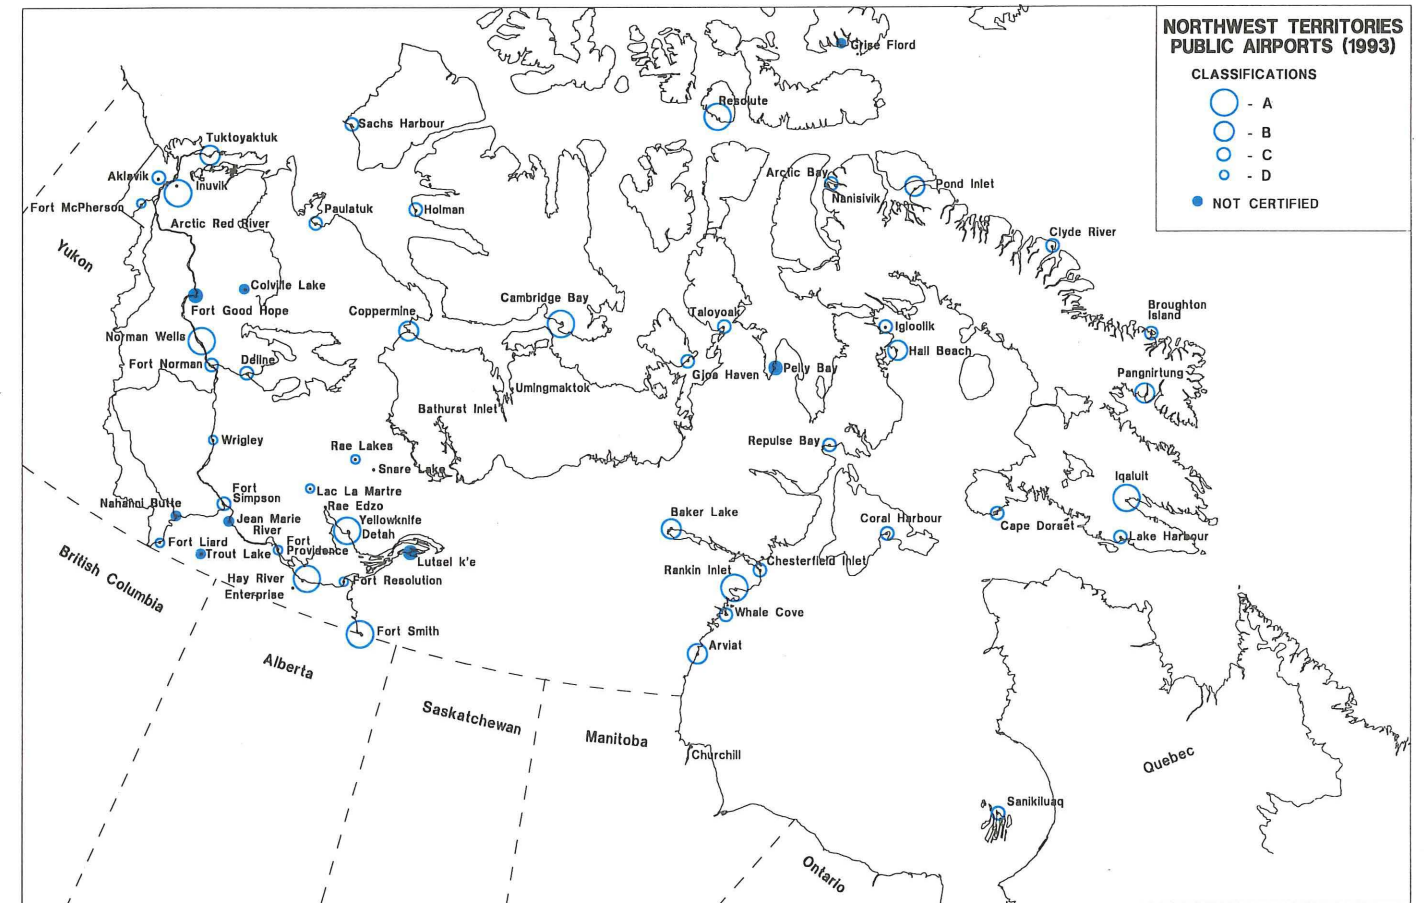 NORTHWEST TERRITORIES
PUBLIC AIRPORTS (1993)
CLASSIFICATIONS
- A
- B
- C
- D
NOT CERTIFIED
Grise Fiord
Resolute
Sachs Harbour
Tuktoyaktuk
Aklavik
Inuvik
Fort McPherson
Arctic Red River
Paulatuk
Holman
Arctic Bay
Nanisivik
Pond Inlet
Clyde River
Yukon
Colville Lake
Fort Good Hope
Coppermine
Cambridge Bay
Taloyoak
Igloolik
Broughton
Island
Norman Wells
Hall Beach
Fort Norman
Deline
Gjoa Haven
Pelly Bay
Pangnirtung
Umingmaktok
Bathurst Inlet
Wrigley
Rae Lakes
Snare Lake
Repulse Bay
Iqaluit
Lac La Martre
Fort
Simpson
Nahanni Butte
Rae Edzo
Yellowknife
Detah
Jean Marie
River
Baker Lake
Coral Harbour
Cape Dorset
Lake Harbour
Fort Liard
Trout Lake
Fort
Providence
Lutsel k'e
Chesterfield Inlet
Rankin Inlet
Hay River
Enterprise
Fort Resolution
Whale Cove
Fort Smith
Arviat
British Columbia
Alberta
Saskatchewan
Manitoba
Churchill
Quebec
Sanikiluaq
Ontario